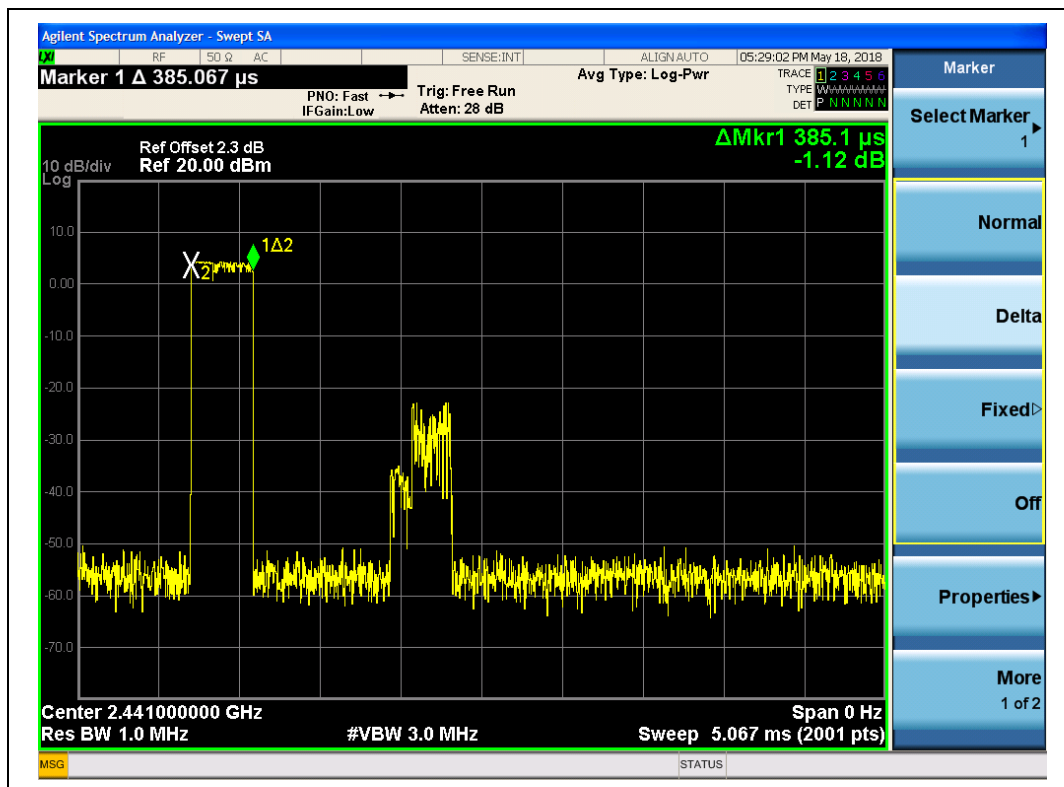 Agilent Spectrum Analyzer - Swept SA
LXI RF 50 Ω AC SENSE:INT ALIGNAUTO 05:29:02 PM May 18, 2018
Marker 1 Δ 385.067 µs
PNO: Fast
IFGain:Low
Trig: Free Run
Atten: 28 dB
Avg Type: Log-Pwr
TRACE 1 2 3 4 5 6
TYPE
DET P N N N N N
ΔMkr1 385.1 µs
-1.12 dB
Ref Offset 2.3 dB
10 dB/div Ref 20.00 dBm
Log
10.0
0.00
-10.0
-20.0
-30.0
-40.0
-50.0
-60.0
-70.0
X2
1Δ2
Center 2.441000000 GHz Span 0 Hz
Res BW 1.0 MHz #VBW 3.0 MHz Sweep 5.067 ms (2001 pts)
MSG STATUS
Marker
Select Marker
1
Normal
Delta
Fixed
Off
Properties
More
1 of 2